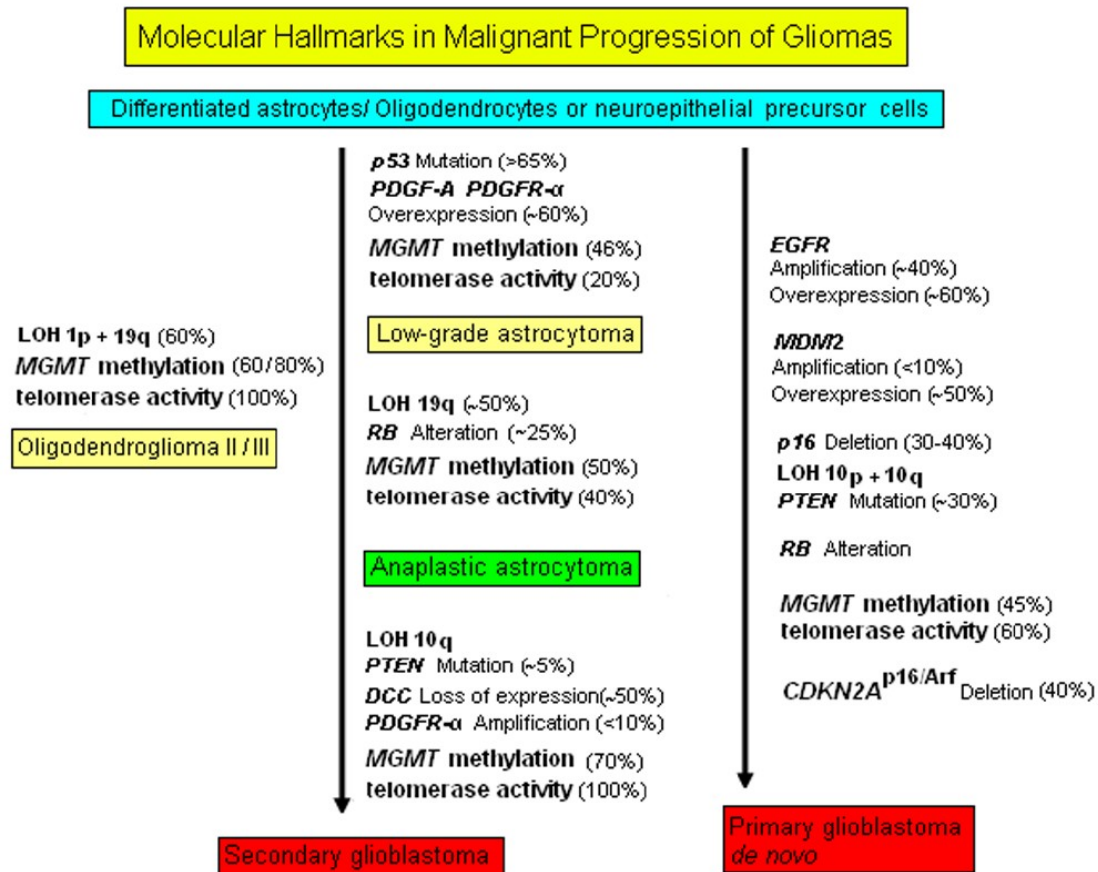 Molecular Hallmarks in Malignant Progression of Gliomas
Differentiated astrocytes/ Oligodendrocytes or neuroepithelial precursor cells
p53 Mutation (>65%)
PDGF-A PDGFR-α
Overexpression (~60%)
MGMT methylation (46%)
telomerase activity (20%)
Low-grade astrocytoma
LOH 1p + 19q (60%)
MGMT methylation (60/80%)
telomerase activity (100%)
Oligodendroglioma II / III
LOH 19q (~50%)
RB Alteration (~25%)
MGMT methylation (50%)
telomerase activity (40%)
Anaplastic astrocytoma
LOH 10q
PTEN Mutation (~5%)
DCC Loss of expression(~50%)
PDGFR-α Amplification (<10%)
MGMT methylation (70%)
telomerase activity (100%)
Secondary glioblastoma
EGFR
Amplification (~40%)
Overexpression (~60%)
MDM2
Amplification (<10%)
Overexpression (~50%)
p16 Deletion (30-40%)
LOH 10p + 10q
PTEN Mutation (~30%)
RB Alteration
MGMT methylation (45%)
telomerase activity (60%)
CDKN2A p16/Arf Deletion (40%)
Primary glioblastoma
de novo